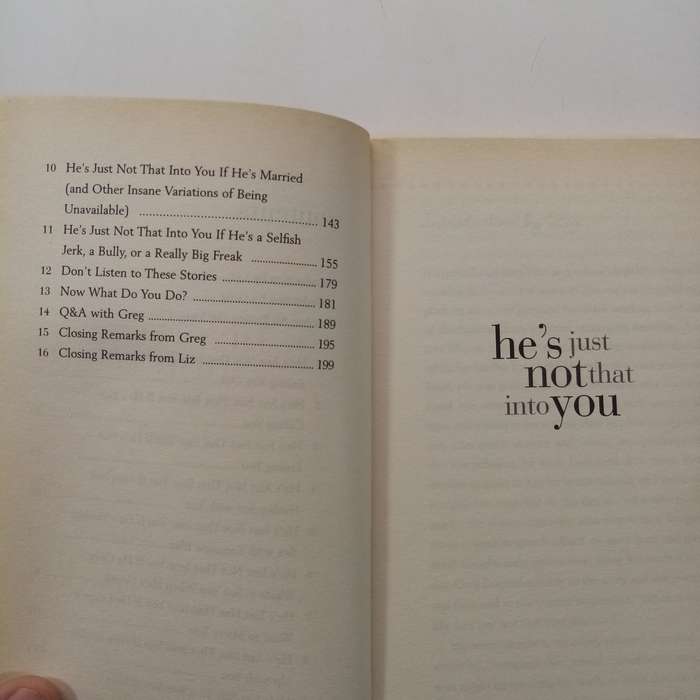 10 He's Just Not That Into You If He's Married
(and Other Insane Variations of Being
Unavailable) ........................................ 143
11 He's Just Not That Into You If He's a Selfish
Jerk, a Bully, or a Really Big Freak .................. 155
12 Don't Listen to These Stories ......................... 179
13 Now What Do You Do? ................................ 181
14 Q&A with Greg ........................................... 189
15 Closing Remarks from Greg .......................... 195
16 Closing Remarks from Liz ............................ 199
he's just
not that
into you